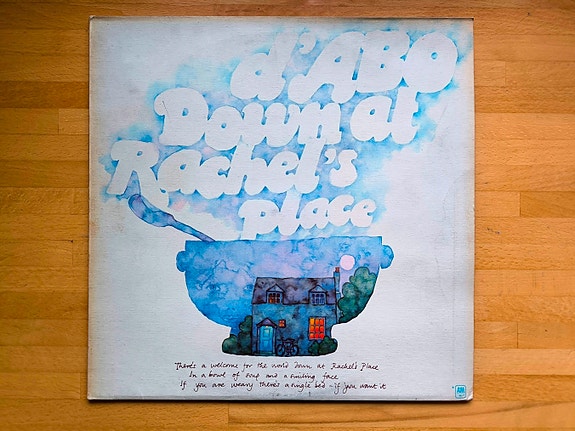 d'ABO
Down at
Rachel's
place
There's a welcome for the world down at Rachel's Place
In a bowl of soup and a smiling face
If you are weary there's a single bed - if you want it
A&M